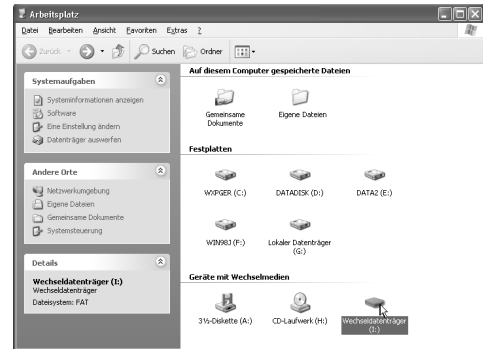 Arbeitsplatz
Datei Bearbeiten Ansicht Favoriten Extras ?
Zurück Suchen Ordner
Systemaufgaben
Systeminformationen anzeigen
Software
Eine Einstellung ändern
Datenträger auswerfen
Andere Orte
Netzwerkumgebung
Eigene Dateien
Gemeinsame Dokumente
Systemsteuerung
Details
Wechseldatenträger (I:)
Wechseldatenträger
Dateisystem: FAT
Auf diesem Computer gespeicherte Dateien
Gemeinsame Dokumente
Eigene Dateien
Festplatten
WXPGER (C:)
DATADISK (D:)
DATA2 (E:)
WIN98J (F:)
Lokaler Datenträger
(G:)
Geräte mit Wechselmedien
3½-Diskette (A:)
CD-Laufwerk (H:)
Wechseldatenträger
(I:)